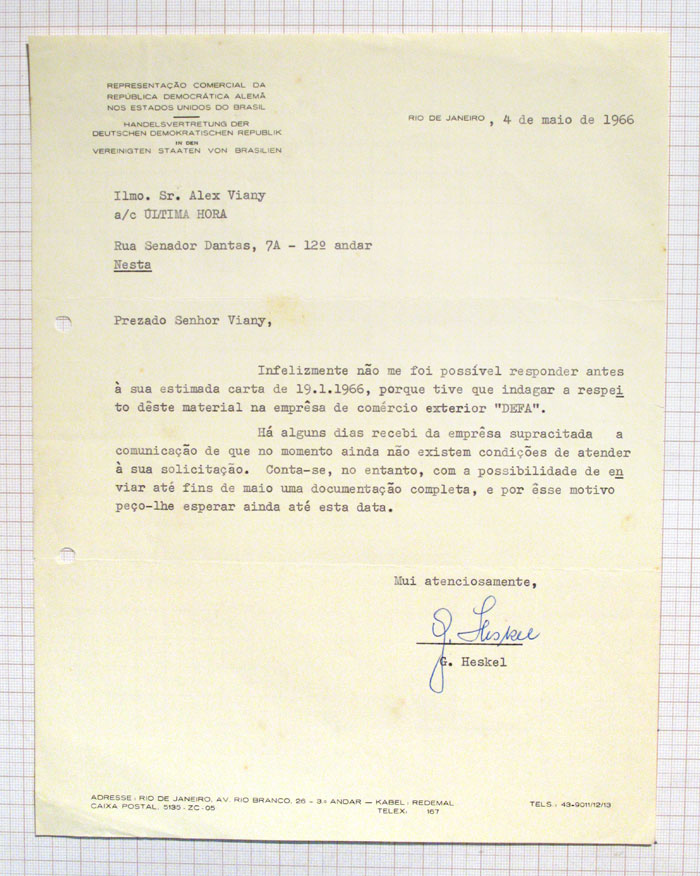 REPRESENTAÇÃO COMERCIAL DA
REPÚBLICA DEMOCRÁTICA ALEMÃ
NOS ESTADOS UNIDOS DO BRASIL
HANDELSVERTRETUNG DER
DEUTSCHEN DEMOKRATISCHEN REPUBLIK
IN DEN
VEREINIGTEN STAATEN VON BRASILIEN
RIO DE JANEIRO, 4 de maio de 1966
Ilmo. Sr. Alex Viany
a/c ÚLTIMA HORA
Rua Senador Dantas, 7A - 12º andar
Nesta
Prezado Senhor Viany,
Infelizmente não me foi possível responder antes
à sua estimada carta de 19.1.1966, porque tive que indagar a respei
to dêste material na emprêsa de comércio exterior "DEFA".
Há alguns dias recebi da emprêsa supracitada a
comunicação de que no momento ainda não existem condições de atender
à sua solicitação. Conta-se, no entanto, com a possibilidade de en
viar até fins de maio uma documentação completa, e por êsse motivo
peço-lhe esperar ainda até esta data.
Mui atenciosamente,
G. Heskel
G. Heskel
ADRESSE: RIO DE JANEIRO, AV. RIO BRANCO, 26 - 3º ANDAR — KABEL: REDEMAL
CAIXA POSTAL, 5135 - ZC - 05 TELEX: 167
TELS.: 43-9011/12/13